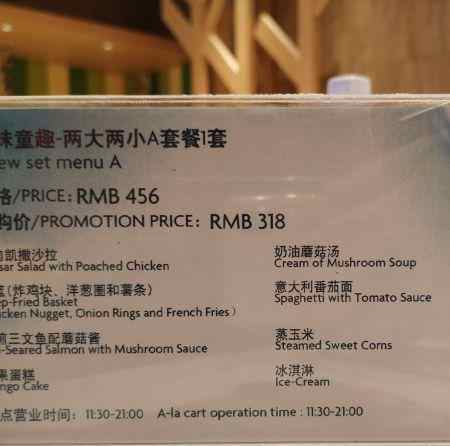 味童趣-两大两小A套餐1套
ew set menu A
格/PRICE: RMB 456
购价/PROMOTION PRICE: RMB 318
肉凯撒沙拉
sar Salad with Poached Chicken
奶油蘑菇汤
Cream of Mushroom Soup
篮(炸鸡块、洋葱圈和薯条)
p-Fried Basket
icken Nugget, Onion Rings and French Fries)
意大利番茄面
Spaghetti with Tomato Sauce
煎三文鱼配蘑菇酱
-Seared Salmon with Mushroom Sauce
蒸玉米
Steamed Sweet Corns
果蛋糕
ngo Cake
冰淇淋
Ice-Cream
点营业时间: 11:30-21:00 A-la cart operation time : 11:30-21:00